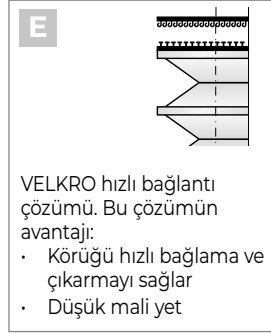 E
VELKRO hızlı bağlantı
çözümü. Bu çözümün
avantajı:
· Körüğü hızlı bağlama ve
çıkarmayı sağlar
· Düşük mali yet